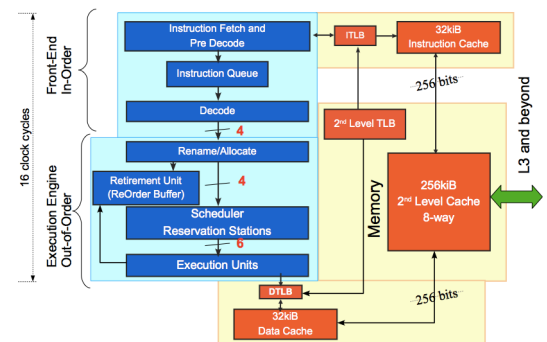 Instruction Fetch and
Pre Decode
Instruction Queue
Decode
4
Rename/Allocate
Retirement Unit
(ReOrder Buffer)
4
Scheduler
Reservation Stations
6
Execution Units
16 clock cycles
Front-End
In-Order
Execution Engine
Out-of-Order
ITLB
32kiB
Instruction Cache
256 bits
2nd Level TLB
Memory
256kiB
2nd Level Cache
8-way
L3 and beyond
DTLB
32kiB
Data Cache
256 bits